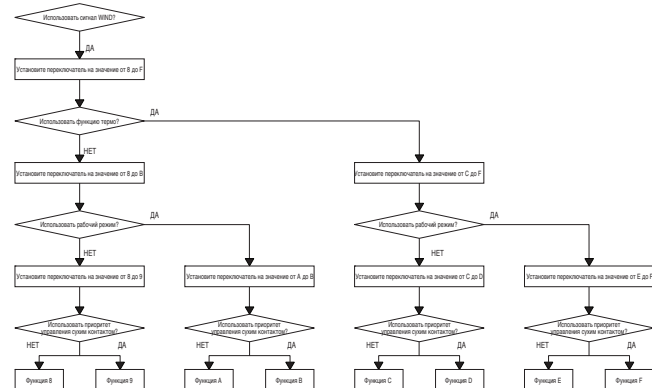 Использовать сигнал WIND?
ДА
Установите переключатель на значение от 8 до F
ДА
Использовать функцию термо?
НЕТ
Установите переключатель на значение от 8 до B
Установите переключатель на значение от C до F
ДА
ДА
Использовать рабочий режим?
Использовать рабочий режим?
НЕТ
НЕТ
Установите переключатель на значение от 8 до 9
Установите переключатель на значение от A до B
Установите переключатель на значение от C до D
Установите переключатель на значение от E до F
Использовать приоритет
управления сухим контактом?
Использовать приоритет
управления сухим контактом?
Использовать приоритет
управления сухим контактом?
Использовать приоритет
управления сухим контактом?
НЕТ
ДА
НЕТ
ДА
НЕТ
ДА
НЕТ
ДА
Функция 8
Функция 9
Функция A
Функция B
Функция C
Функция D
Функция E
Функция F